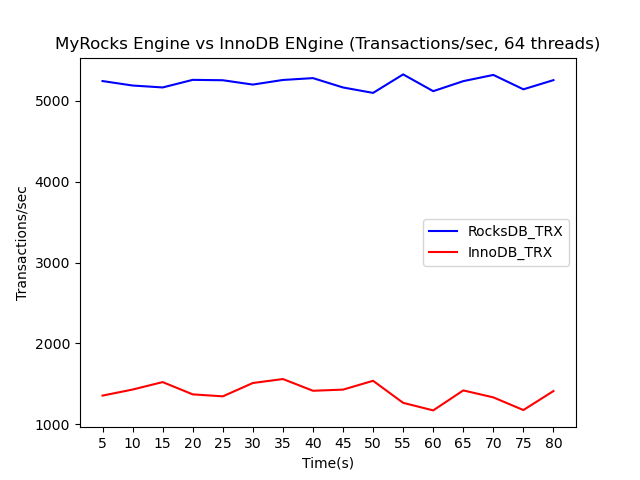 MyRocks Engine vs InnoDB ENgine (Transactions/sec, 64 threads)
Transactions/sec
5000
4000
3000
2000
1000
RocksDB_TRX
InnoDB_TRX
5 10 15 20 25 30 35 40 45 50 55 60 65 70 75 80
Time(s)